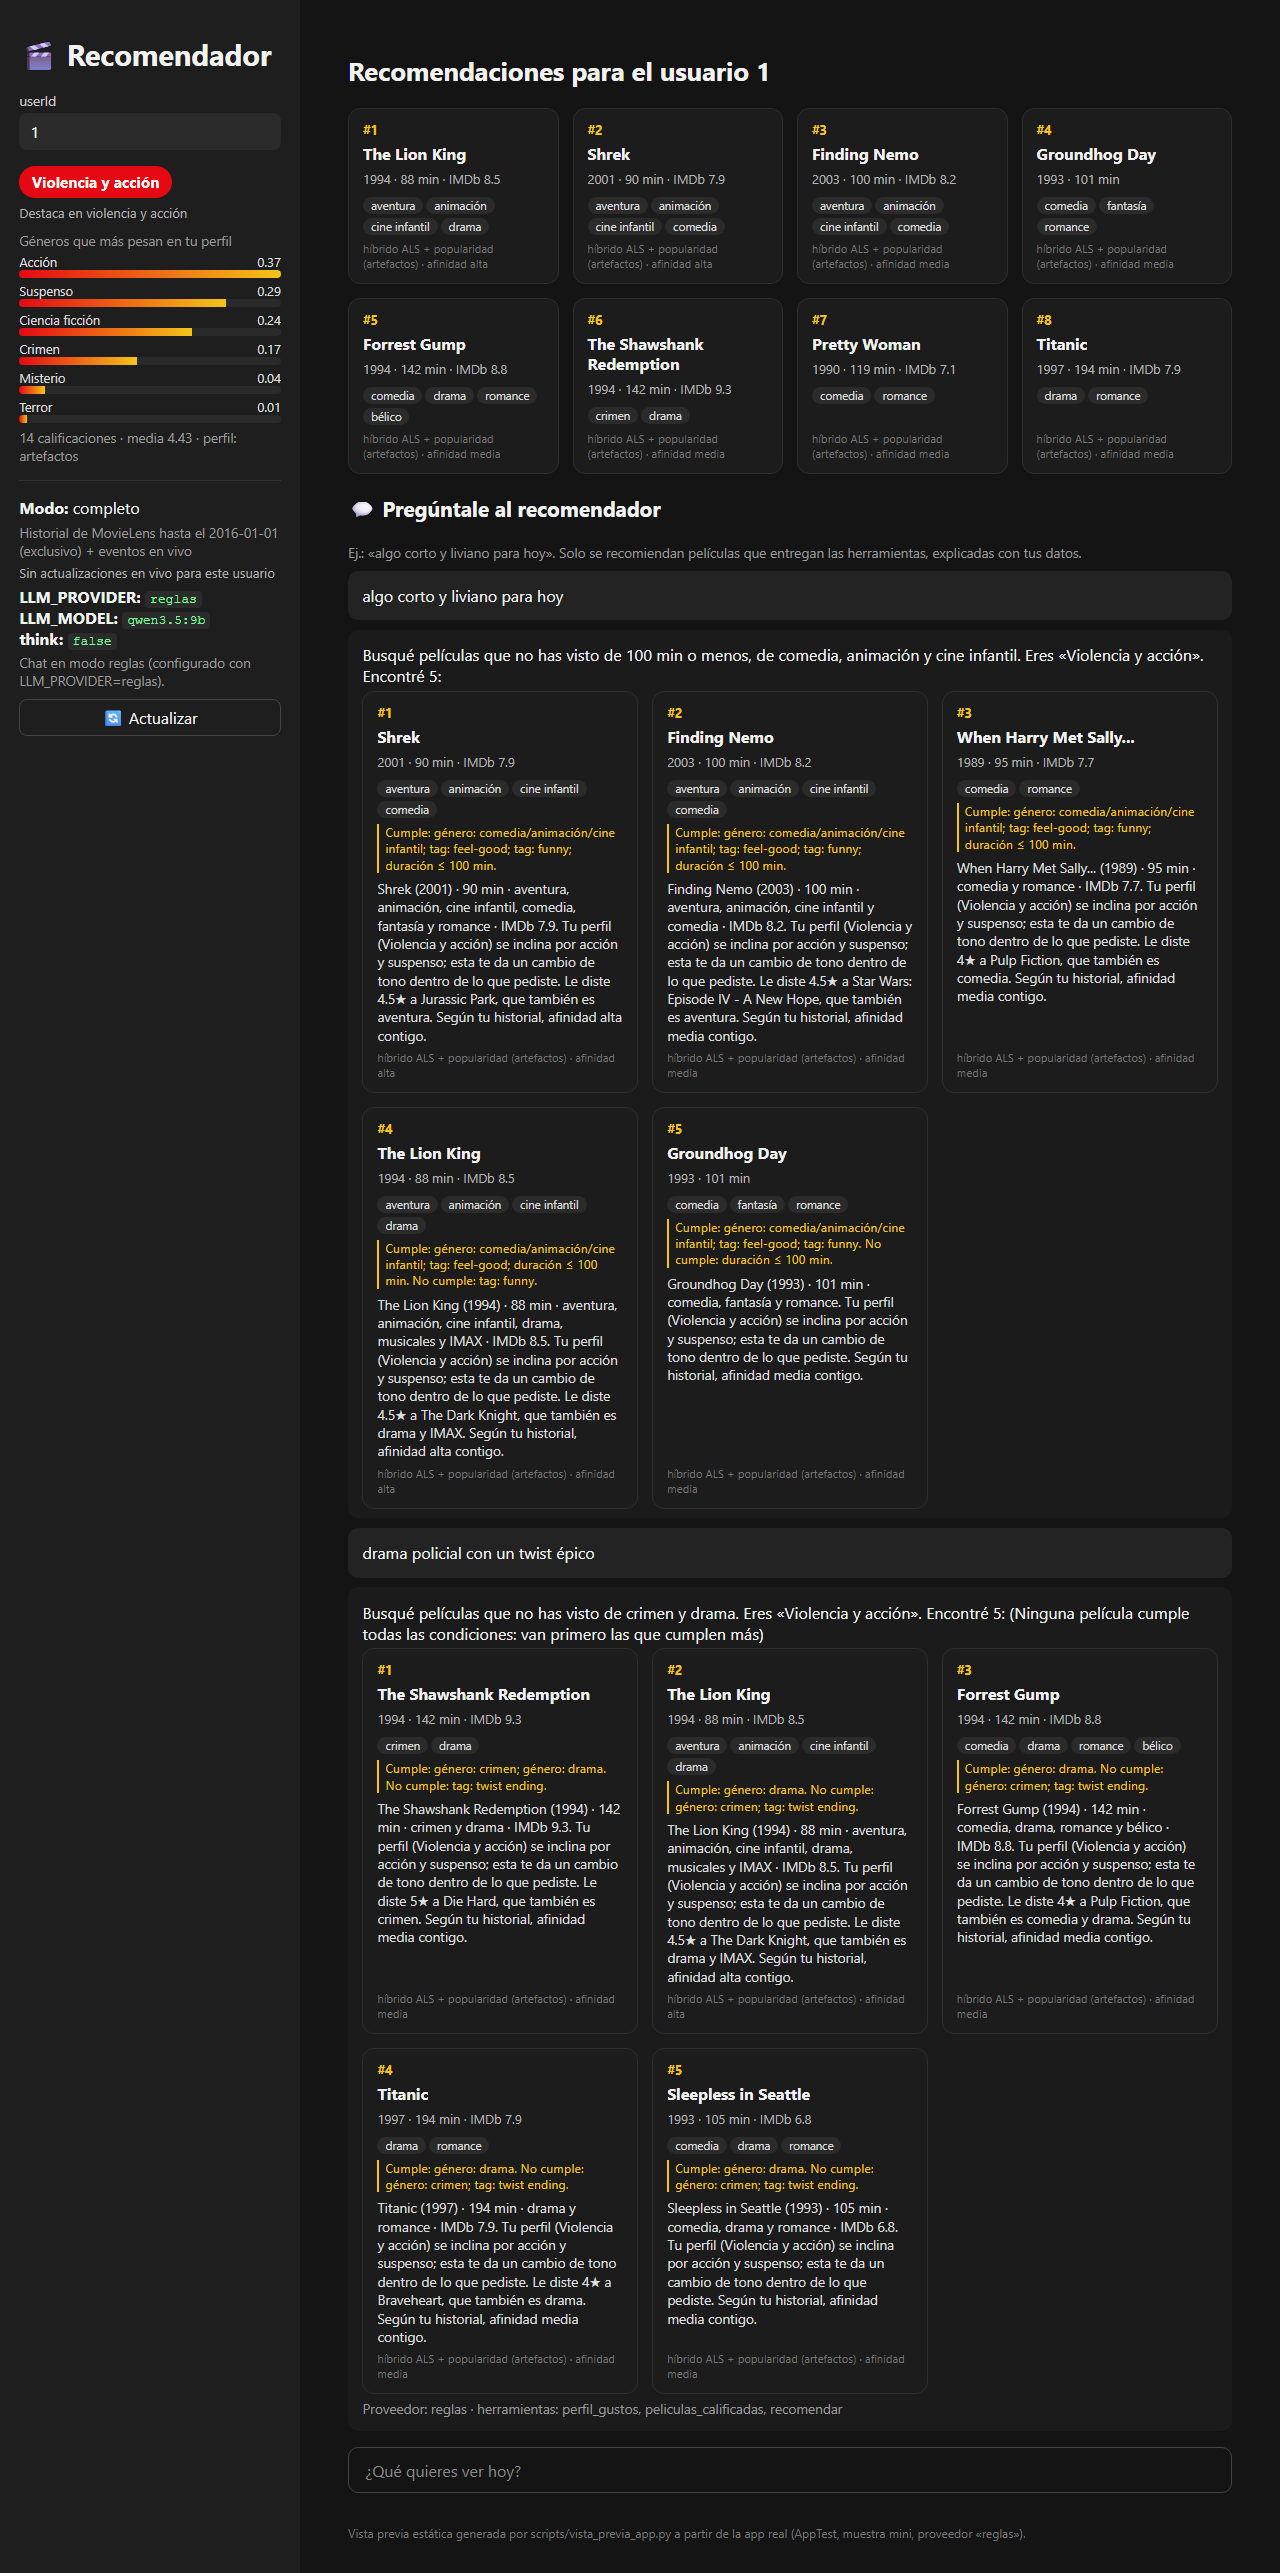 Recomendador
userId
1
Violencia y acción
Destaca en violencia y acción
Géneros que más pesan en tu perfil
Acción 0.37
Suspenso 0.29
Ciencia ficción 0.24
Crimen 0.17
Misterio 0.04
Terror 0.01
14 calificaciones · media 4.43 · perfil:
artefactos
Modo: completo
Historial de MovieLens hasta el 2016-01-01
(exclusivo) + eventos en vivo
Sin actualizaciones en vivo para este usuario
LLM_PROVIDER: reglas
LLM_MODEL: qwen3.5:9b
think: false
Chat en modo reglas (configurado con
LLM_PROVIDER=reglas).
Actualizar
Recomendaciones para el usuario 1
#1
The Lion King
1994 · 88 min · IMDb 8.5
aventura animación
cine infantil drama
híbrido ALS + popularidad
(artefactos) · afinidad alta
#2
Shrek
2001 · 90 min · IMDb 7.9
aventura animación
cine infantil comedia
híbrido ALS + popularidad
(artefactos) · afinidad alta
#3
Finding Nemo
2003 · 100 min · IMDb 8.2
aventura animación
cine infantil comedia
híbrido ALS + popularidad
(artefactos) · afinidad media
#4
Groundhog Day
1993 · 101 min
comedia fantasía
romance
híbrido ALS + popularidad
(artefactos) · afinidad media
#5
Forrest Gump
1994 · 142 min · IMDb 8.8
comedia drama romance
bélico
híbrido ALS + popularidad
(artefactos) · afinidad media
#6
The Shawshank
Redemption
1994 · 142 min · IMDb 9.3
crimen drama
híbrido ALS + popularidad
(artefactos) · afinidad media
#7
Pretty Woman
1990 · 119 min · IMDb 7.1
comedia romance
híbrido ALS + popularidad
(artefactos) · afinidad media
#8
Titanic
1997 · 194 min · IMDb 7.9
drama romance
híbrido ALS + popularidad
(artefactos) · afinidad media
Pregúntale al recomendador
Ej.: «algo corto y liviano para hoy». Solo se recomiendan películas que entregan las herramientas, explicadas con tus datos.
algo corto y liviano para hoy
Busqué películas que no has visto de 100 min o menos, de comedia, animación y cine infantil. Eres «Violencia y acción».
Encontré 5:
#1
Shrek
2001 · 90 min · IMDb 7.9
aventura animación cine infantil
comedia
Cumple: género: comedia/animación/cine
infantil; tag: feel-good; tag: funny;
duración ≤ 100 min.
Shrek (2001) · 90 min · aventura,
animación, cine infantil, comedia,
fantasía y romance · IMDb 7.9. Tu perfil
(Violencia y acción) se inclina por acción
y suspenso; esta te da un cambio de
tono dentro de lo que pediste. Le diste
4.5★ a Jurassic Park, que también es
aventura. Según tu historial, afinidad alta
contigo.
híbrido ALS + popularidad (artefactos) · afinidad
alta
#2
Finding Nemo
2003 · 100 min · IMDb 8.2
aventura animación cine infantil
comedia
Cumple: género: comedia/animación/cine
infantil; tag: feel-good; tag: funny;
duración ≤ 100 min.
Finding Nemo (2003) · 100 min ·
aventura, animación, cine infantil y
comedia · IMDb 8.2. Tu perfil (Violencia y
acción) se inclina por acción y suspenso;
esta te da un cambio de tono dentro de
lo que pediste. Le diste 4.5★ a Star Wars:
Episode IV - A New Hope, que también
es aventura. Según tu historial, afinidad
media contigo.
híbrido ALS + popularidad (artefactos) · afinidad
media
#3
When Harry Met Sally...
1989 · 95 min · IMDb 7.7
comedia romance
Cumple: género: comedia/animación/cine
infantil; tag: feel-good; tag: funny;
duración ≤ 100 min.
When Harry Met Sally... (1989) · 95 min ·
comedia y romance · IMDb 7.7. Tu perfil
(Violencia y acción) se inclina por acción
y suspenso; esta te da un cambio de
tono dentro de lo que pediste. Le diste
4★ a Pulp Fiction, que también es
comedia. Según tu historial, afinidad
media contigo.
híbrido ALS + popularidad (artefactos) · afinidad
media
#4
The Lion King
1994 · 88 min · IMDb 8.5
aventura animación cine infantil
drama
Cumple: género: comedia/animación/cine
infantil; tag: feel-good; duración ≤ 100
min. No cumple: tag: funny.
The Lion King (1994) · 88 min · aventura,
animación, cine infantil, drama,
musicales y IMAX · IMDb 8.5. Tu perfil
(Violencia y acción) se inclina por acción
y suspenso; esta te da un cambio de
tono dentro de lo que pediste. Le diste
4.5★ a The Dark Knight, que también es
drama y IMAX. Según tu historial,
afinidad alta contigo.
híbrido ALS + popularidad (artefactos) · afinidad
alta
#5
Groundhog Day
1993 · 101 min
comedia fantasía romance
Cumple: género: comedia/animación/cine
infantil; tag: feel-good; tag: funny. No
cumple: duración ≤ 100 min.
Groundhog Day (1993) · 101 min ·
comedia, fantasía y romance. Tu perfil
(Violencia y acción) se inclina por acción
y suspenso; esta te da un cambio de
tono dentro de lo que pediste. Según tu
historial, afinidad media contigo.
híbrido ALS + popularidad (artefactos) · afinidad
media
drama policial con un twist épico
Busqué películas que no has visto de crimen y drama. Eres «Violencia y acción». Encontré 5: (Ninguna película cumple
todas las condiciones: van primero las que cumplen más)
#1
The Shawshank Redemption
1994 · 142 min · IMDb 9.3
crimen drama
Cumple: género: crimen; género: drama.
No cumple: tag: twist ending.
The Shawshank Redemption (1994) · 142
min · crimen y drama · IMDb 9.3. Tu
perfil (Violencia y acción) se inclina por
acción y suspenso; esta te da un cambio
de tono dentro de lo que pediste. Le
diste 5★ a Die Hard, que también es
crimen. Según tu historial, afinidad
media contigo.
híbrido ALS + popularidad (artefactos) · afinidad
media
#2
The Lion King
1994 · 88 min · IMDb 8.5
aventura animación cine infantil
drama
Cumple: género: drama. No cumple:
género: crimen; tag: twist ending.
The Lion King (1994) · 88 min · aventura,
animación, cine infantil, drama,
musicales y IMAX · IMDb 8.5. Tu perfil
(Violencia y acción) se inclina por acción
y suspenso; esta te da un cambio de
tono dentro de lo que pediste. Le diste
4.5★ a The Dark Knight, que también es
drama y IMAX. Según tu historial,
afinidad alta contigo.
híbrido ALS + popularidad (artefactos) · afinidad
alta
#3
Forrest Gump
1994 · 142 min · IMDb 8.8
comedia drama romance bélico
Cumple: género: drama. No cumple:
género: crimen; tag: twist ending.
Forrest Gump (1994) · 142 min ·
comedia, drama, romance y bélico ·
IMDb 8.8. Tu perfil (Violencia y acción)
se inclina por acción y suspenso; esta te
da un cambio de tono dentro de lo que
pediste. Le diste 4★ a Pulp Fiction, que
también es comedia y drama. Según tu
historial, afinidad media contigo.
híbrido ALS + popularidad (artefactos) · afinidad
media
#4
Titanic
1997 · 194 min · IMDb 7.9
drama romance
Cumple: género: drama. No cumple:
género: crimen; tag: twist ending.
Titanic (1997) · 194 min · drama y
romance · IMDb 7.9. Tu perfil (Violencia
y acción) se inclina por acción y
suspenso; esta te da un cambio de tono
dentro de lo que pediste. Le diste 4★ a
Braveheart, que también es drama.
Según tu historial, afinidad media
contigo.
híbrido ALS + popularidad (artefactos) · afinidad
media
#5
Sleepless in Seattle
1993 · 105 min · IMDb 6.8
comedia drama romance
Cumple: género: drama. No cumple:
género: crimen; tag: twist ending.
Sleepless in Seattle (1993) · 105 min ·
comedia, drama y romance · IMDb 6.8.
Tu perfil (Violencia y acción) se inclina
por acción y suspenso; esta te da un
cambio de tono dentro de lo que
pediste. Según tu historial, afinidad
media contigo.
híbrido ALS + popularidad (artefactos) · afinidad
media
Proveedor: reglas · herramientas: perfil_gustos, peliculas_calificadas, recomendar
¿Qué quieres ver hoy?
Vista previa estática generada por scripts/vista_previa_app.py a partir de la app real (AppTest, muestra mini, proveedor «reglas»).